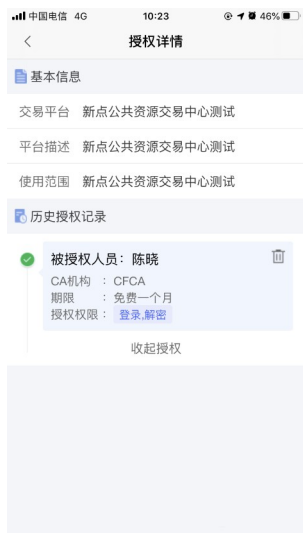 中国电信 4G 10:23 46%
授权详情
基本信息
交易平台 新点公共资源交易中心测试
平台描述 新点公共资源交易中心测试
使用范围 新点公共资源交易中心测试
历史授权记录
被授权人员：陈晓
CA机构 ：CFCA
期限 ：免费一个月
授权权限：登录,解密
收起授权